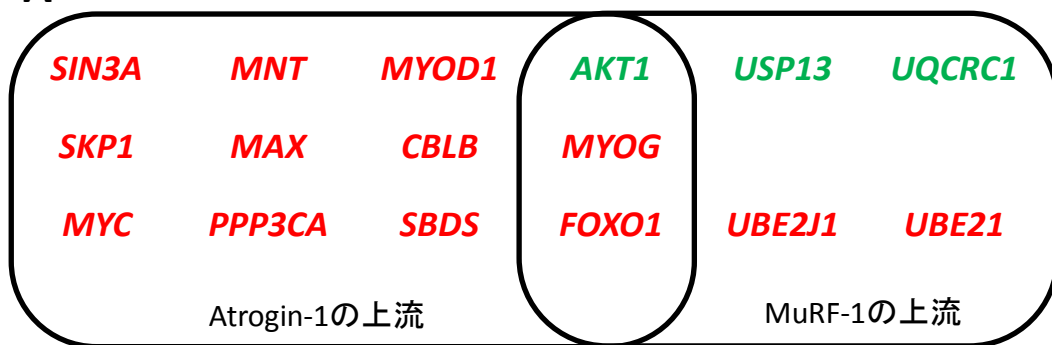 SIN3A MNT MYOD1 AKT1 USP13 UQCRC1
SKP1 MAX CBLB MYOG
MYC PPP3CA SBDS FOXO1 UBE2J1 UBE21
Atrogin-1の上流 MuRF-1の上流